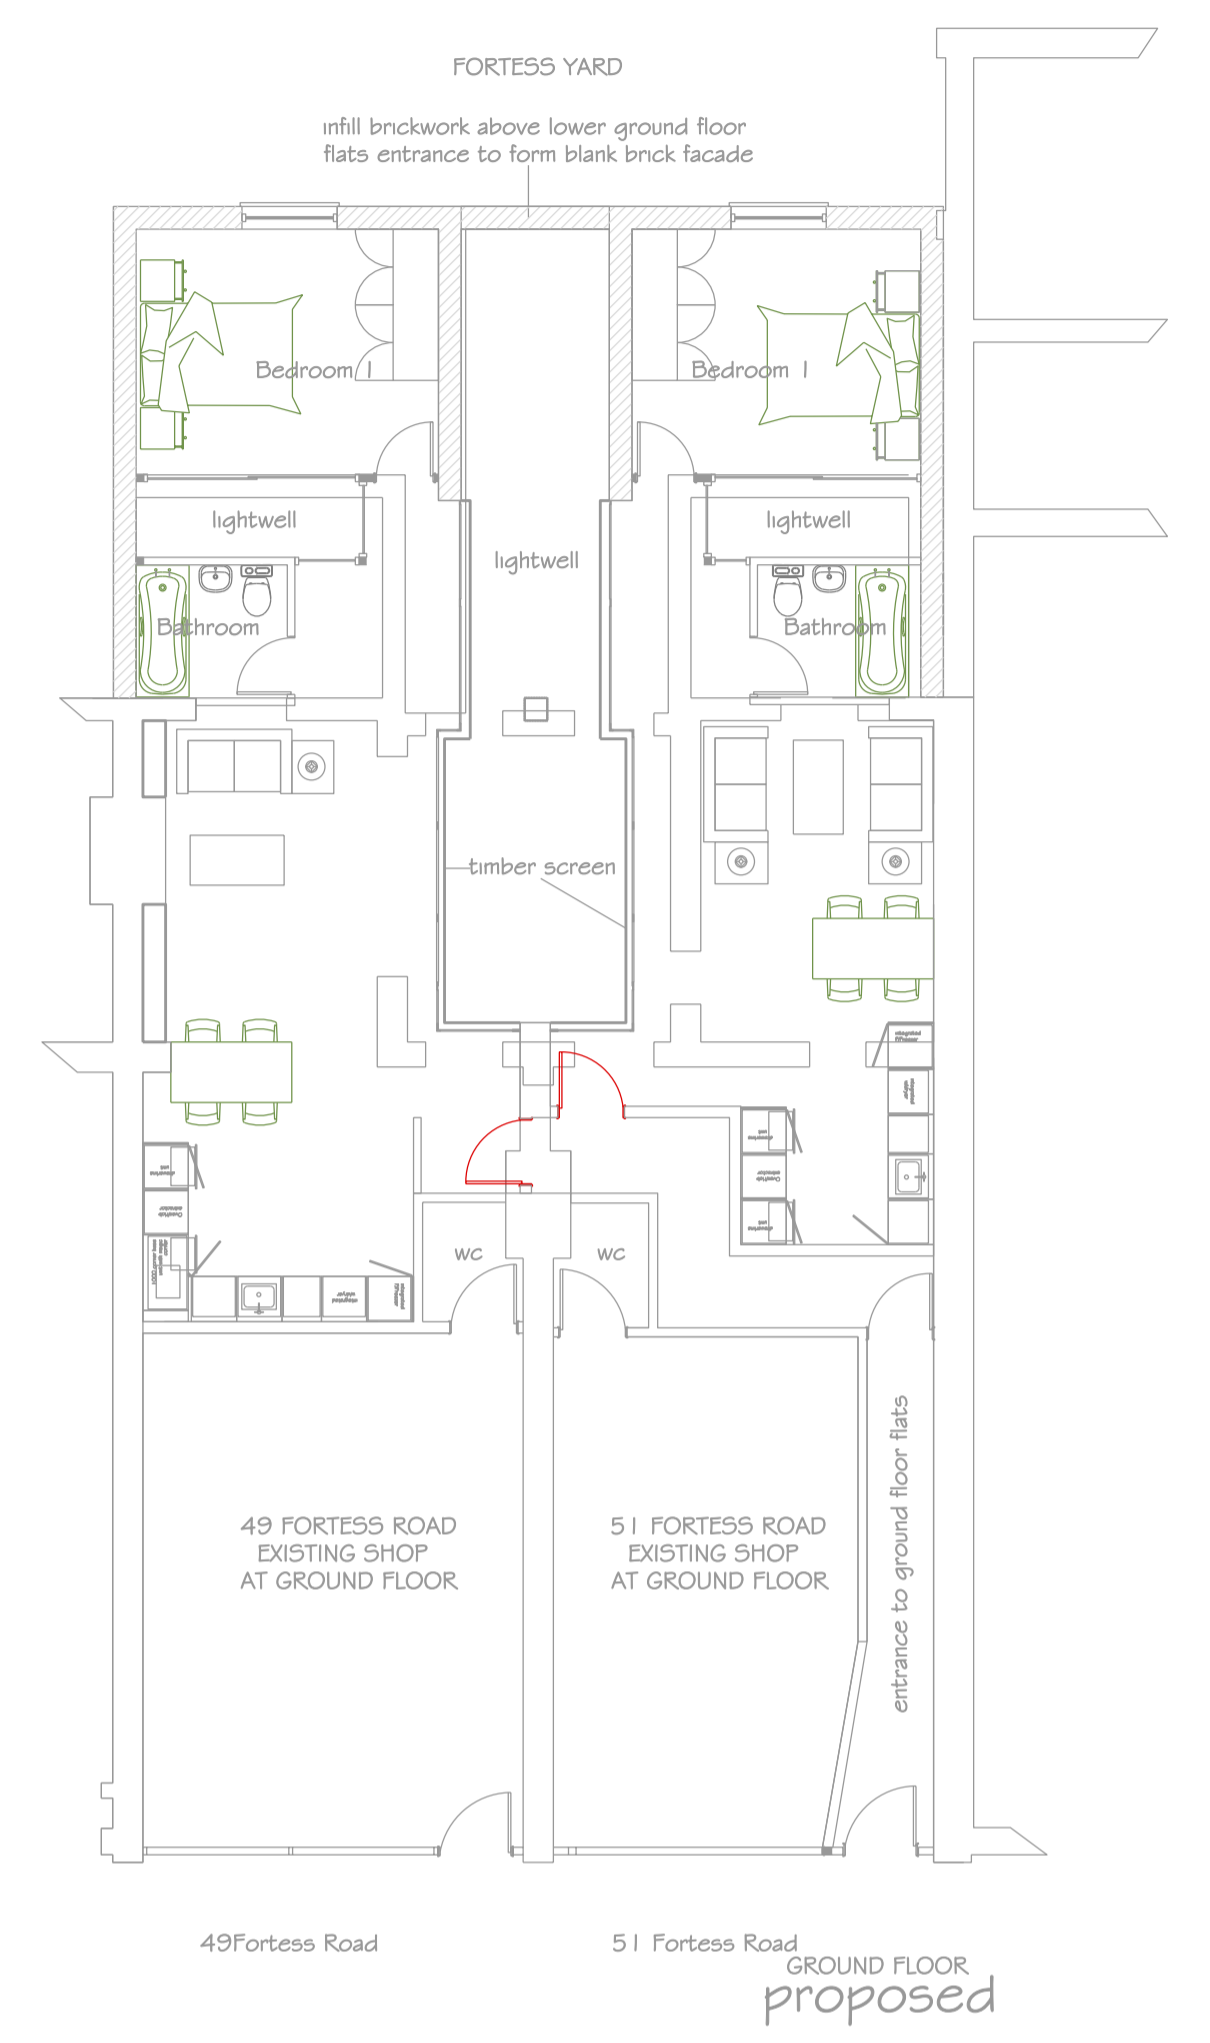 FORTESS YARD
infill brickwork above lower ground floor
flats entrance to form blank brick facade
Bedroom 1
Bedroom 1
lightwell
lightwell
lightwell
Bathroom
Bathroom
timber screen
wc
wc
entrance to ground floor flats
49 FORTESS ROAD
EXISTING SHOP
AT GROUND FLOOR
51 FORTESS ROAD
EXISTING SHOP
AT GROUND FLOOR
49Fortess Road
51 Fortess Road
GROUND FLOOR
proposed